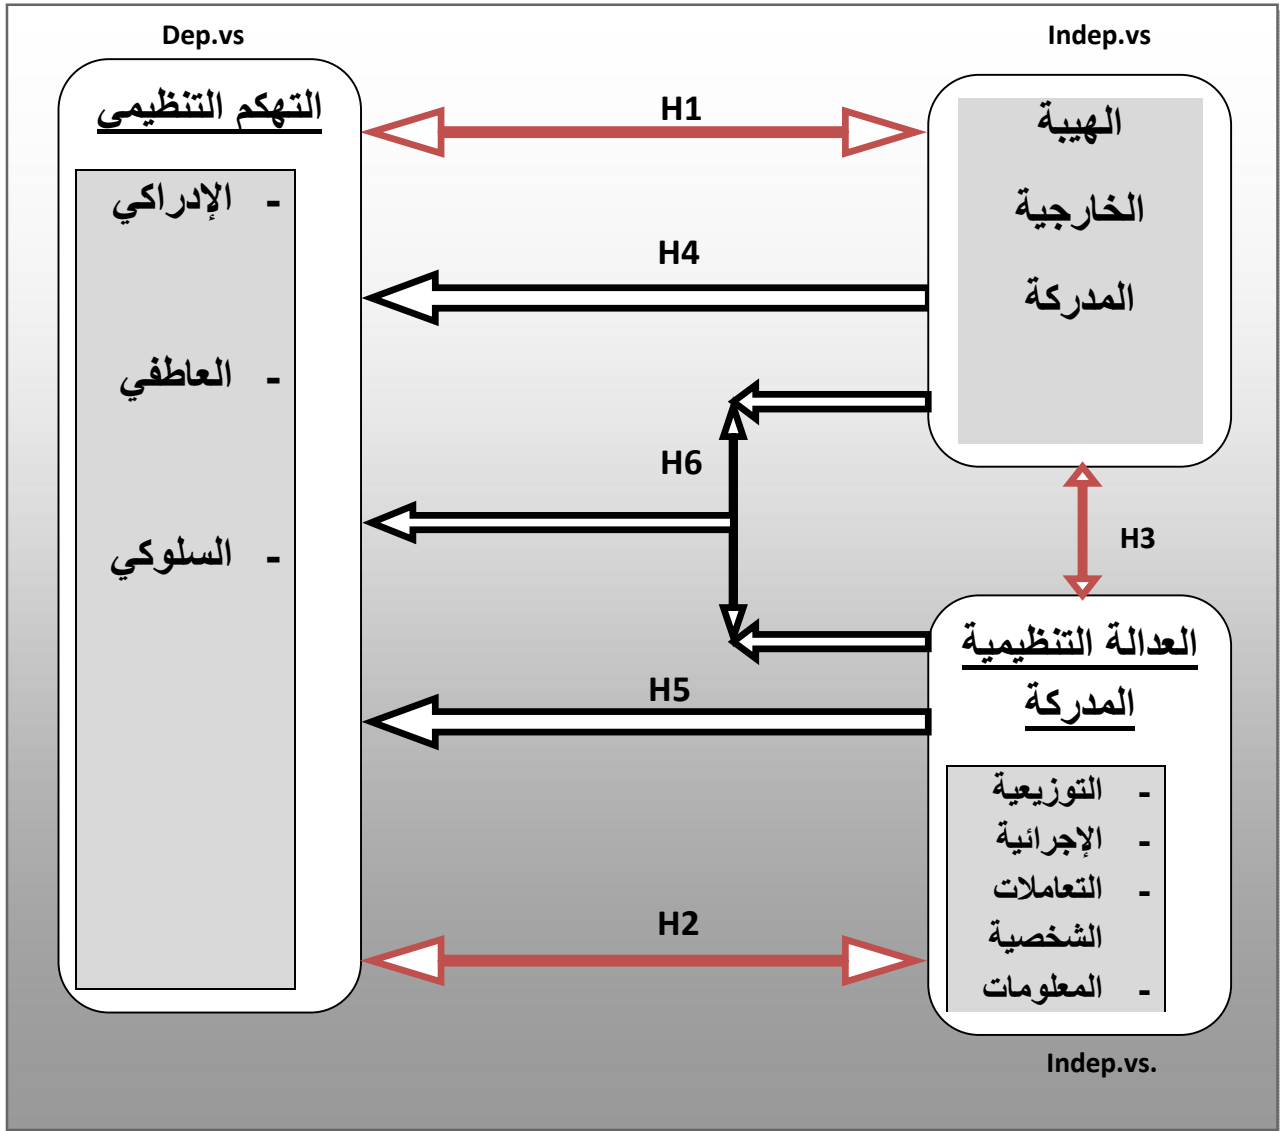 Indep.vs
Dep.vs
الهيبة
الخارجية
المدركة
H1
التهكم التنظيمي
- الإدراكي
- العاطفي
- السلوكي
H4
H6
H3
العدالة التنظيمية
المدركة
- التوزيعية
- الإجرائية
- التعاملات
الشخصية
- المعلومات
H5
H2
Indep.vs.